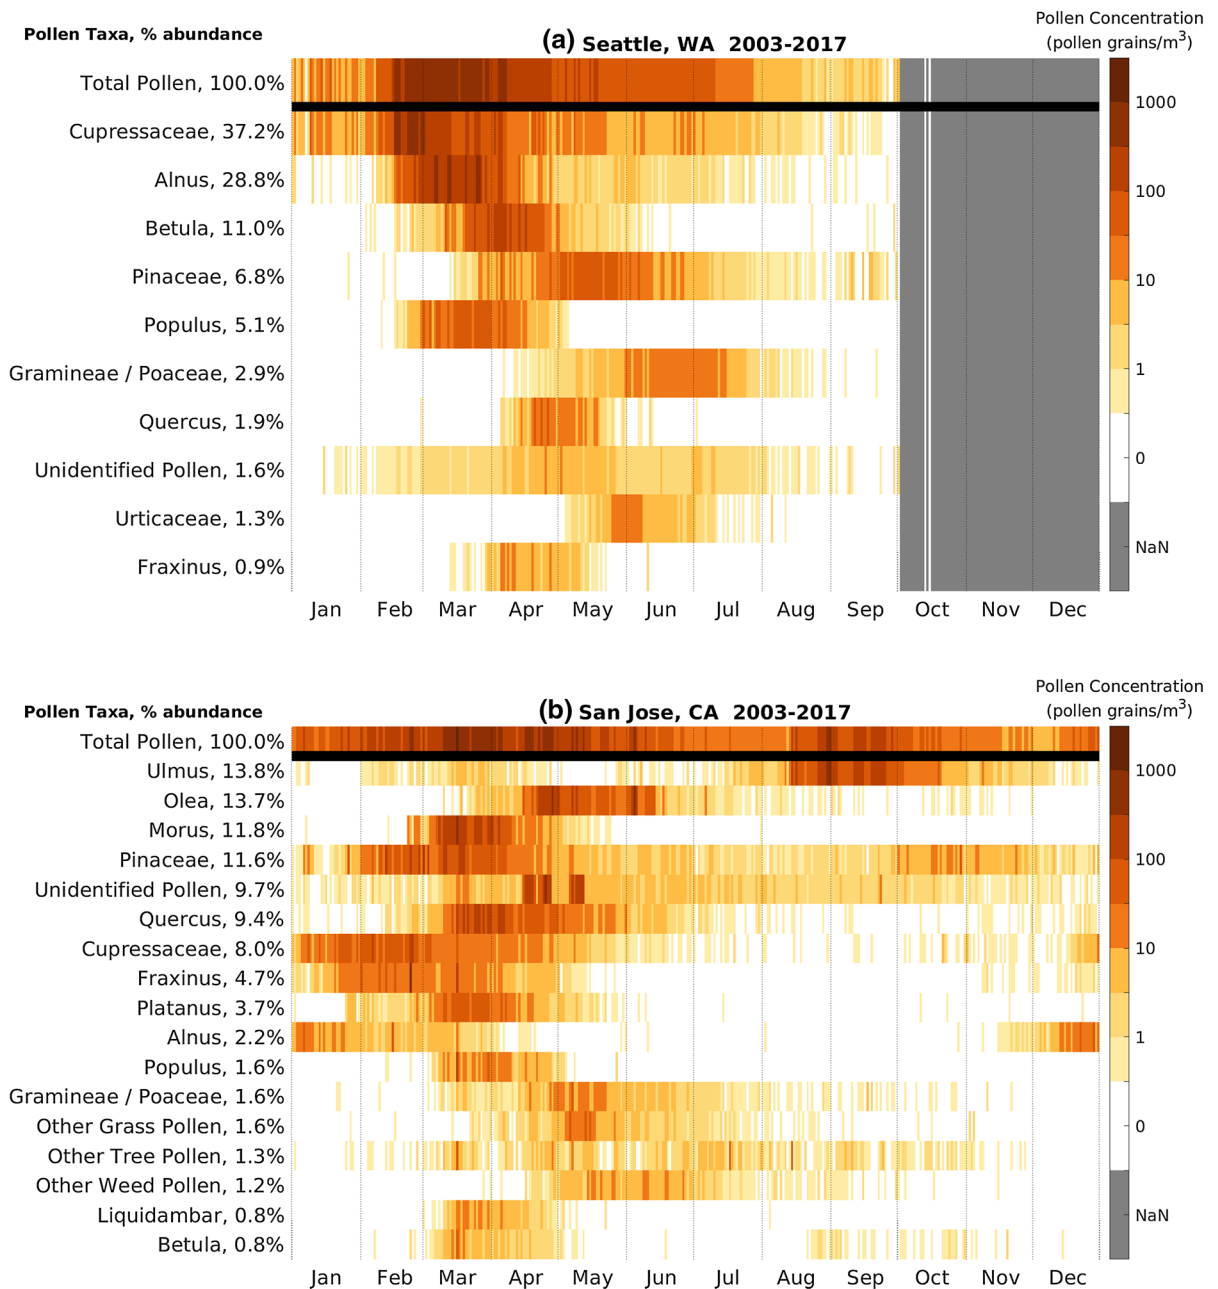 Pollen Concentration
(pollen grains/m³)
Pollen Taxa, % abundance
(a) Seattle, WA 2003-2017
Total Pollen, 100.0%
Cupressaceae, 37.2%
Alnus, 28.8%
Betula, 11.0%
Pinaceae, 6.8%
Populus, 5.1%
Gramineae / Poaceae, 2.9%
Quercus, 1.9%
Unidentified Pollen, 1.6%
Urticaceae, 1.3%
Fraxinus, 0.9%
1000
100
10
1
0
NaN
Jan Feb Mar Apr May Jun Jul Aug Sep Oct Nov Dec
Pollen Concentration
(pollen grains/m³)
Pollen Taxa, % abundance
(b) San Jose, CA 2003-2017
Total Pollen, 100.0%
Ulmus, 13.8%
Olea, 13.7%
Morus, 11.8%
Pinaceae, 11.6%
Unidentified Pollen, 9.7%
Quercus, 9.4%
Cupressaceae, 8.0%
Fraxinus, 4.7%
Platanus, 3.7%
Alnus, 2.2%
Populus, 1.6%
Gramineae / Poaceae, 1.6%
Other Grass Pollen, 1.6%
Other Tree Pollen, 1.3%
Other Weed Pollen, 1.2%
Liquidambar, 0.8%
Betula, 0.8%
1000
100
10
1
0
NaN
Jan Feb Mar Apr May Jun Jul Aug Sep Oct Nov Dec